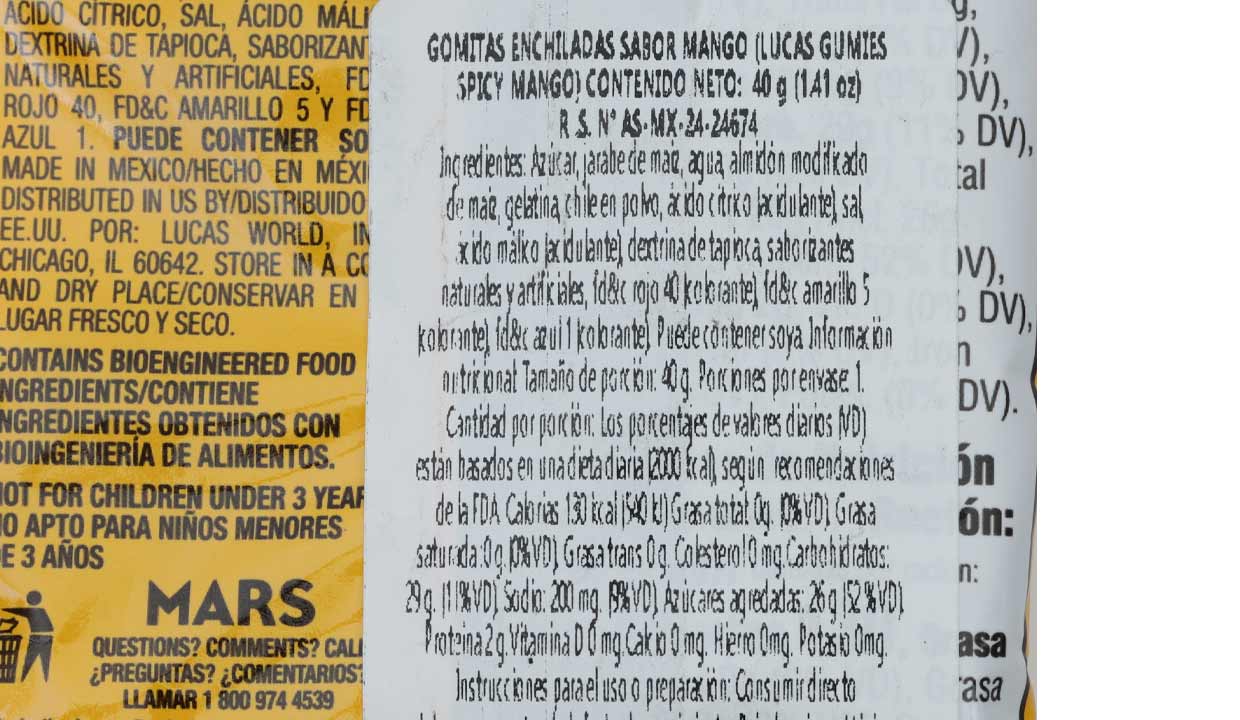 ÁCIDO CÍTRICO, SAL, ÁCIDO MÁLI
DEXTRINA DE TAPIOCA, SABORIZANT
NATURALES Y ARTIFICIALES, FD
ROJO 40, FD&C AMARILLO 5 Y FD
AZUL 1. PUEDE CONTENER SO
MADE IN MEXICO/HECHO EN MÉXI
DISTRIBUTED IN US BY/DISTRIBUIDO
EE.UU. POR: LUCAS WORLD, IN
CHICAGO, IL 60642. STORE IN A CO
AND DRY PLACE/CONSERVAR EN
LUGAR FRESCO Y SECO.
CONTAINS BIOENGINEERED FOOD
INGREDIENTS/CONTIENE
INGREDIENTES OBTENIDOS CON
BIOINGENIERÍA DE ALIMENTOS.
NOT FOR CHILDREN UNDER 3 YEAR
NO APTO PARA NIÑOS MENORES
DE 3 AÑOS
MARS
QUESTIONS? COMMENTS? CALL
¿PREGUNTAS? ¿COMENTARIOS?
LLAMAR 1 800 974 4539
GOMITAS ENCHILADAS SABOR MANGO (LUCAS GUMIES
SPICY MANGO) CONTENIDO NETO: 40 g (1.41 oz)
R. S. N° AS-MX-24-24674
Ingredientes: Azúcar, jarabe de maíz, agua, almidón modificado
de maíz, gelatina, chile en polvo, ácido cítrico (acidulante), sal,
ácido málico (acidulante), dextrina de tapioca, saborizantes
naturales y artificiales, fd&c rojo 40 (colorante), fd&c amarillo 5
(colorante), fd&c azul 1 (colorante). Puede contener soya. Información
nutricional: Tamaño de porción: 40 g. Porciones por envase: 1.
Cantidad por porción: Los porcentajes de valores diarios (VD)
están basados en una dieta diaria (2000 kcal), según recomendaciones
de la FDA. Calorías 130 kcal (540 kJ) Grasa total: 0g. (0%VD). Grasa
saturada: 0 g. (0%VD). Grasa trans 0 g. Colesterol 0 mg. Carbohidratos:
29 g. (11%VD). Sodio: 200 mg. (9%VD). Azúcares agredadas: 26 g (52 %VD).
Proteína 2 g. Vitamina D 0 mg. Calcio 0 mg. Hierro 0mg. Potasio 0mg.
Instrucciones para el uso o preparación: Consumir directo
V),
DV),
% DV),
tal
DV),
% DV),
n
DV).
ón
ón:
n:
asa
rasa